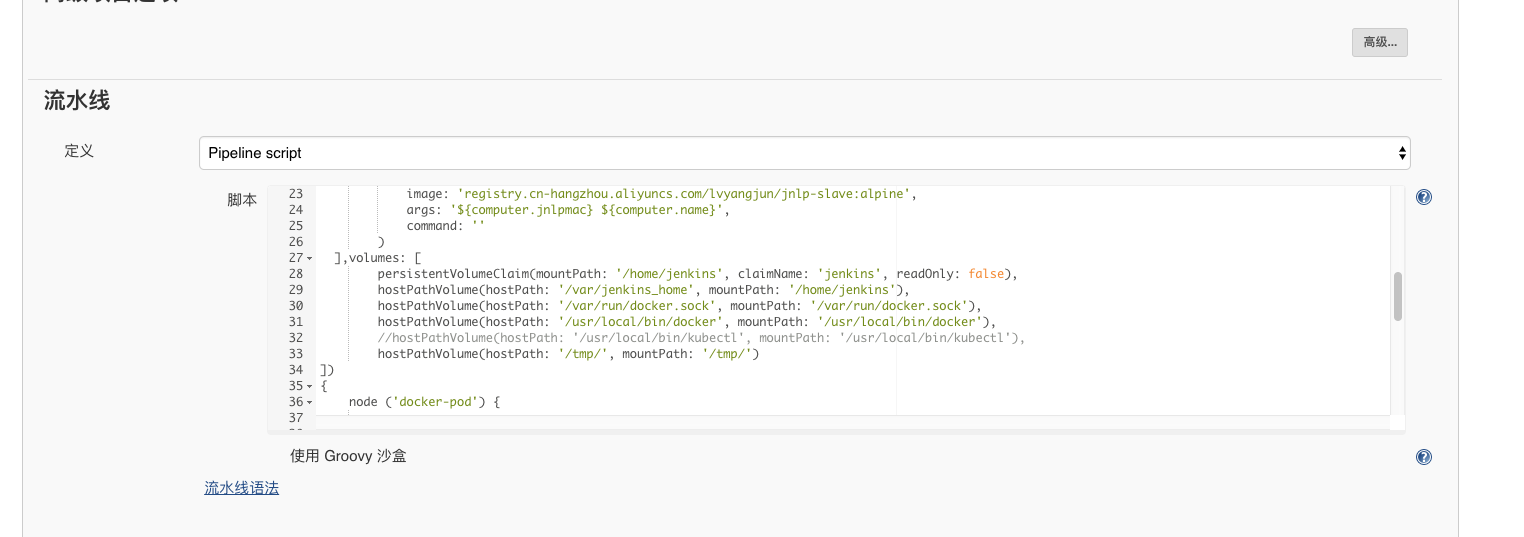 高级...
流水线
定义
Pipeline script
脚本
23 image: 'registry.cn-hangzhou.aliyuncs.com/lvyangjun/jnlp-slave:alpine',
24 args: '${computer.jnlpmac} ${computer.name}',
25 command: ''
26 )
27 ],volumes: [
28 persistentVolumeClaim(mountPath: '/home/jenkins', claimName: 'jenkins', readOnly: false),
29 hostPathVolume(hostPath: '/var/jenkins_home', mountPath: '/home/jenkins'),
30 hostPathVolume(hostPath: '/var/run/docker.sock', mountPath: '/var/run/docker.sock'),
31 hostPathVolume(hostPath: '/usr/local/bin/docker', mountPath: '/usr/local/bin/docker'),
32 //hostPathVolume(hostPath: '/usr/local/bin/kubectl', mountPath: '/usr/local/bin/kubectl'),
33 hostPathVolume(hostPath: '/tmp/', mountPath: '/tmp/')
34 ])
35 {
36 node ('docker-pod') {
37
使用 Groovy 沙盒
流水线语法